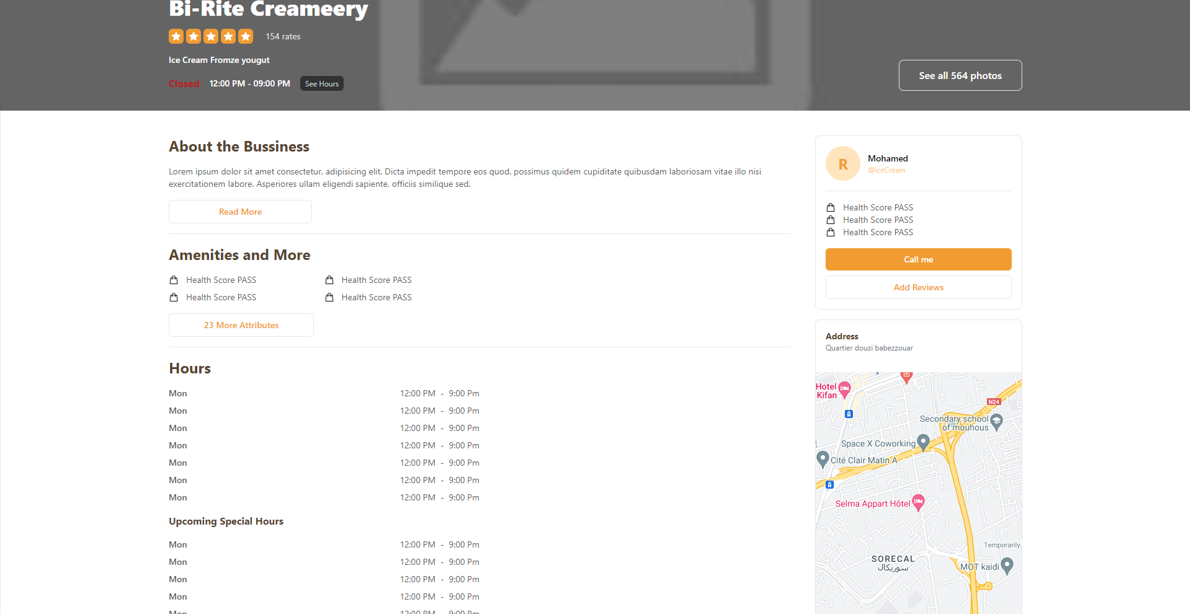 Bi-Rite Creameery
154 rates
Ice Cream Fromze yougut
Closed 12:00 PM - 09:00 PM See Hours
See all 564 photos
About the Bussiness
Lorem ipsum dolor sit amet consectetur, adipisicing elit. Dicta impedit tempore eos quod, possimus quidem cupiditate quibusdam laboriosam vitae illo nisi
exercitationem labore. Asperiores ullam eligendi sapiente, officiis similique sed.
Read More
Amenities and More
Health Score PASS Health Score PASS
Health Score PASS Health Score PASS
23 More Attributes
Hours
Mon 12:00 PM - 9:00 Pm
Mon 12:00 PM - 9:00 Pm
Mon 12:00 PM - 9:00 Pm
Mon 12:00 PM - 9:00 Pm
Mon 12:00 PM - 9:00 Pm
Mon 12:00 PM - 9:00 Pm
Mon 12:00 PM - 9:00 Pm
Upcoming Special Hours
Mon 12:00 PM - 9:00 Pm
Mon 12:00 PM - 9:00 Pm
Mon 12:00 PM - 9:00 Pm
Mon 12:00 PM - 9:00 Pm
Mon 12:00 PM - 9:00 Pm
R
Mohamed
@IceCream
Health Score PASS
Health Score PASS
Health Score PASS
Call me
Add Reviews
Address
Quartier douzi babezzouar
Hotel
Kifan
N24
Secondary school
of mouhous
Space X Coworking
Cité Clair Matin A
Selma Appart Hôtel
Temporarily
SORECAL
سوريكال
MOT kaidi